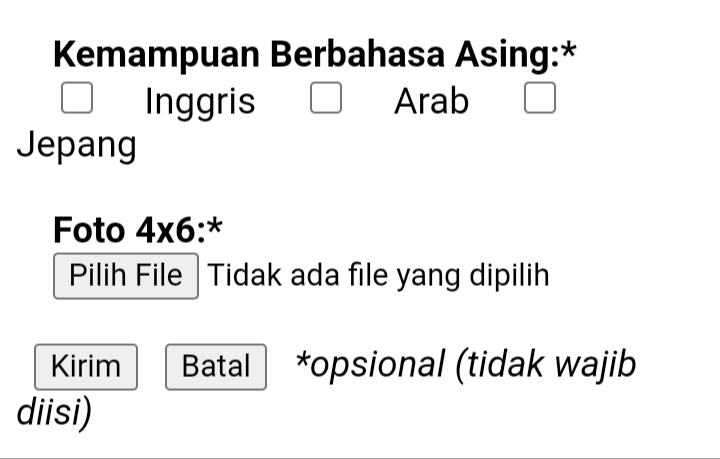 Kemampuan Berbahasa Asing:*
Inggris Arab
Jepang
Foto 4x6:*
Pilih File Tidak ada file yang dipilih
Kirim Batal *opsional (tidak wajib
diisi)